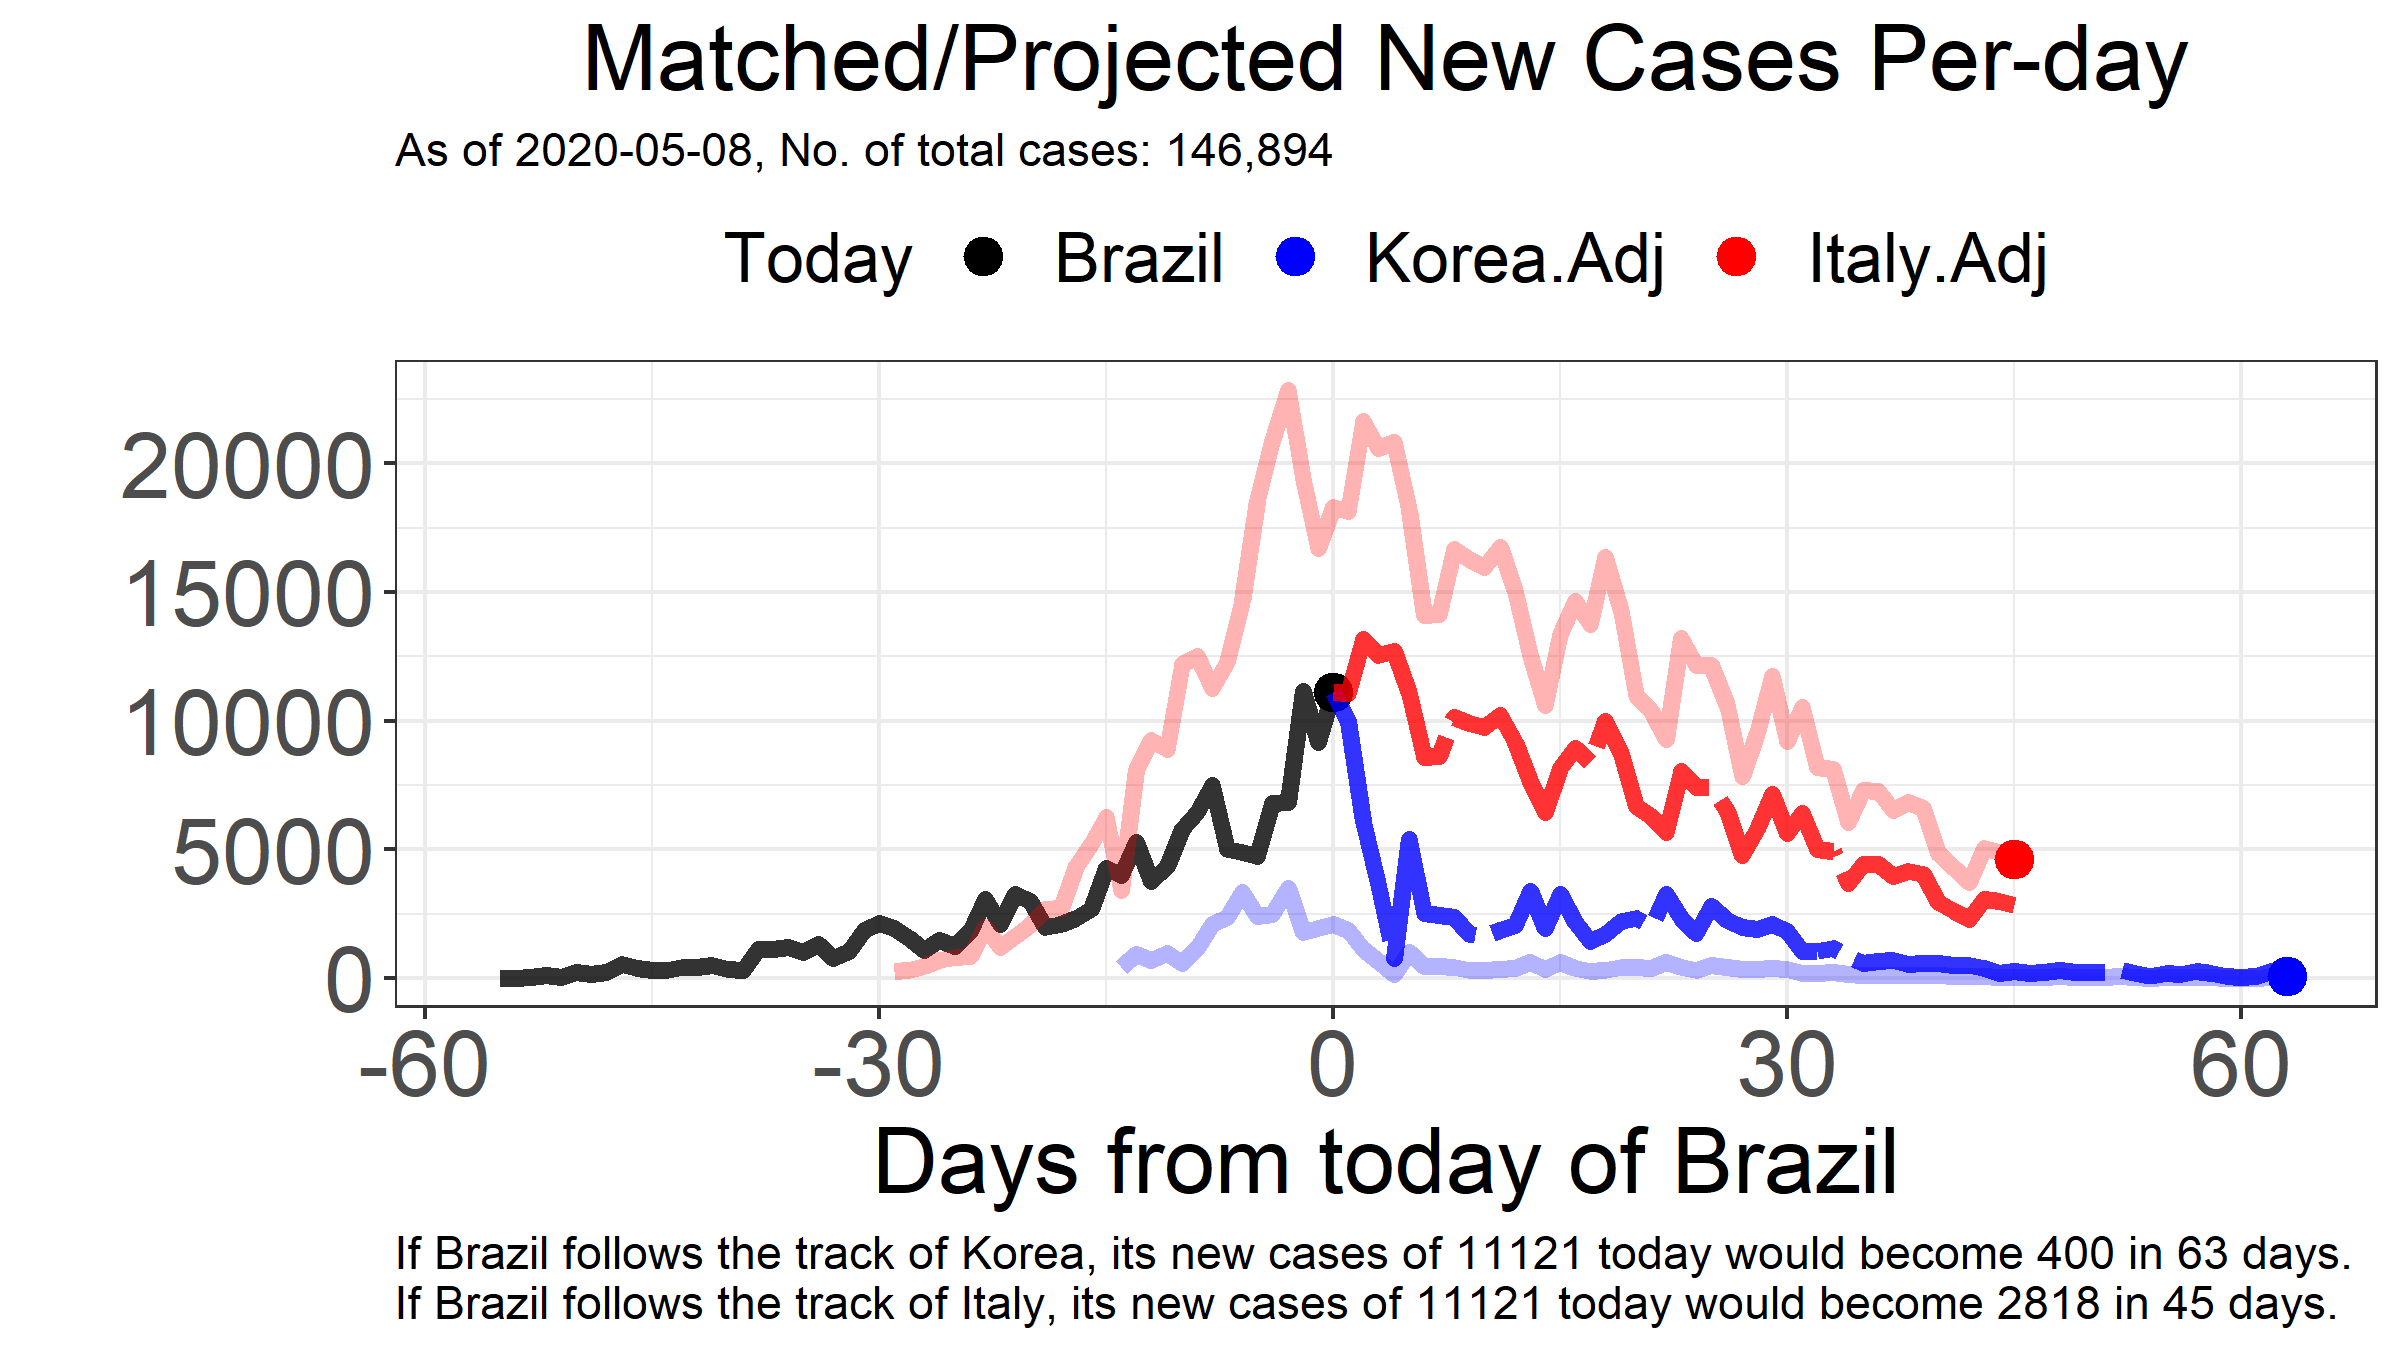 Matched/Projected New Cases Per-day
As of 2020-05-08, No. of total cases: 146,894
Today Brazil Korea.Adj Italy.Adj
20000
15000
10000
5000
0
-60 -30 0 30 60
Days from today of Brazil
If Brazil follows the track of Korea, its new cases of 11121 today would become 400 in 63 days.
If Brazil follows the track of Italy, its new cases of 11121 today would become 2818 in 45 days.